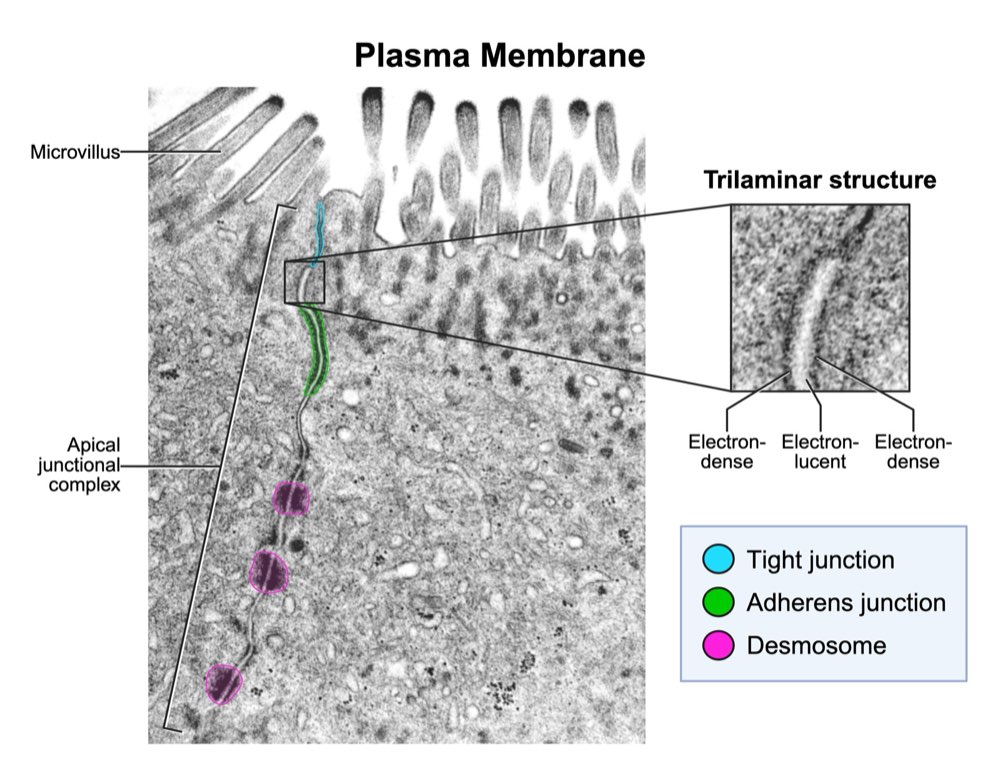 Plasma Membrane
Microvillus
Trilaminar structure
Electron-
dense
Electron-
lucent
Electron-
dense
Apical
junctional
complex
Tight junction
Adherens junction
Desmosome